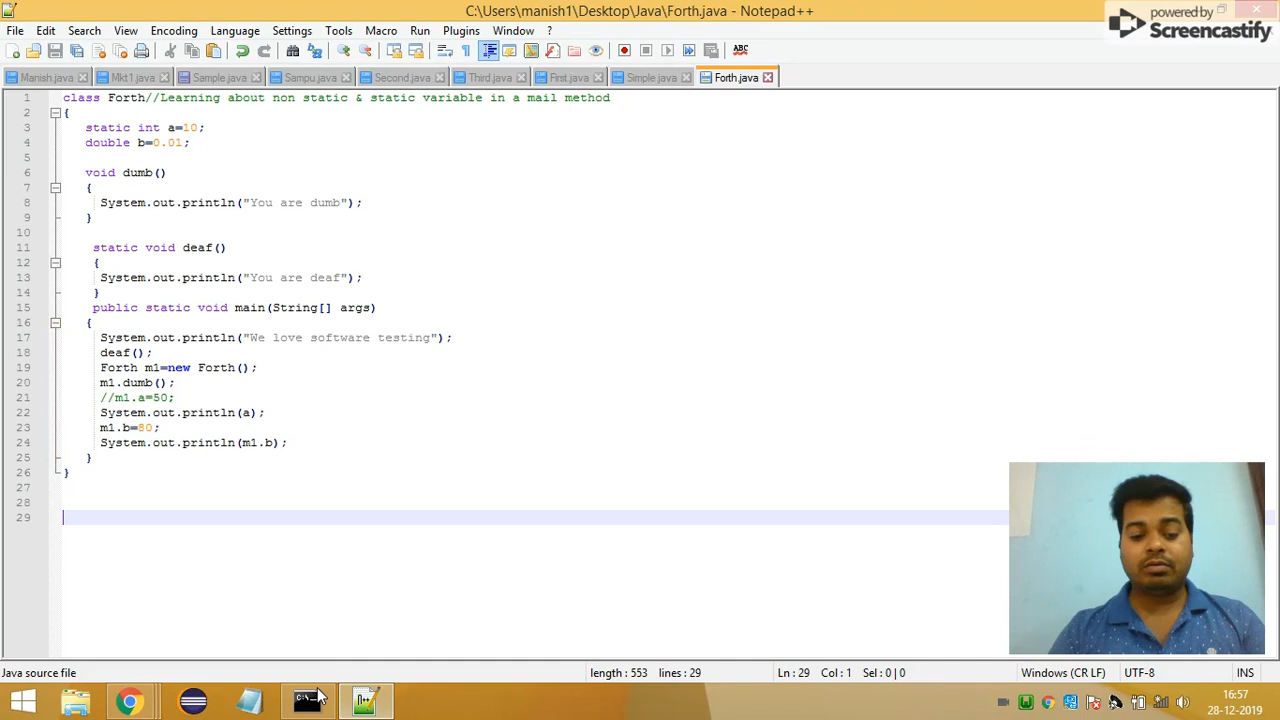 C:\Users\manish1\Desktop\Java\Forth.java - Notepad++
powered by
Screencastify
File Edit Search View Encoding Language Settings Tools Macro Run Plugins Window ?
ABC
Manish.java Mkt1.java Sample.java Sampu.java Second.java Third.java First.java Simple.java Forth.java
1 class Forth//Learning about non static & static variable in a mail method
2 {
3 static int a=10;
4 double b=0.01;
5
6 void dumb()
7 {
8 System.out.println("You are dumb");
9 }
10
11 static void deaf()
12 {
13 System.out.println("You are deaf");
14 }
15 public static void main(String[] args)
16 {
17 System.out.println("We love software testing");
18 deaf();
19 Forth m1=new Forth();
20 m1.dumb();
21 //m1.a=50;
22 System.out.println(a);
23 m1.b=80;
24 System.out.println(m1.b);
25 }
26 }
27
28
29
Java source file length : 553 lines : 29 Ln : 29 Col : 1 Sel : 0 | 0 Windows (CR LF) UTF-8 INS
16:57
28-12-2019